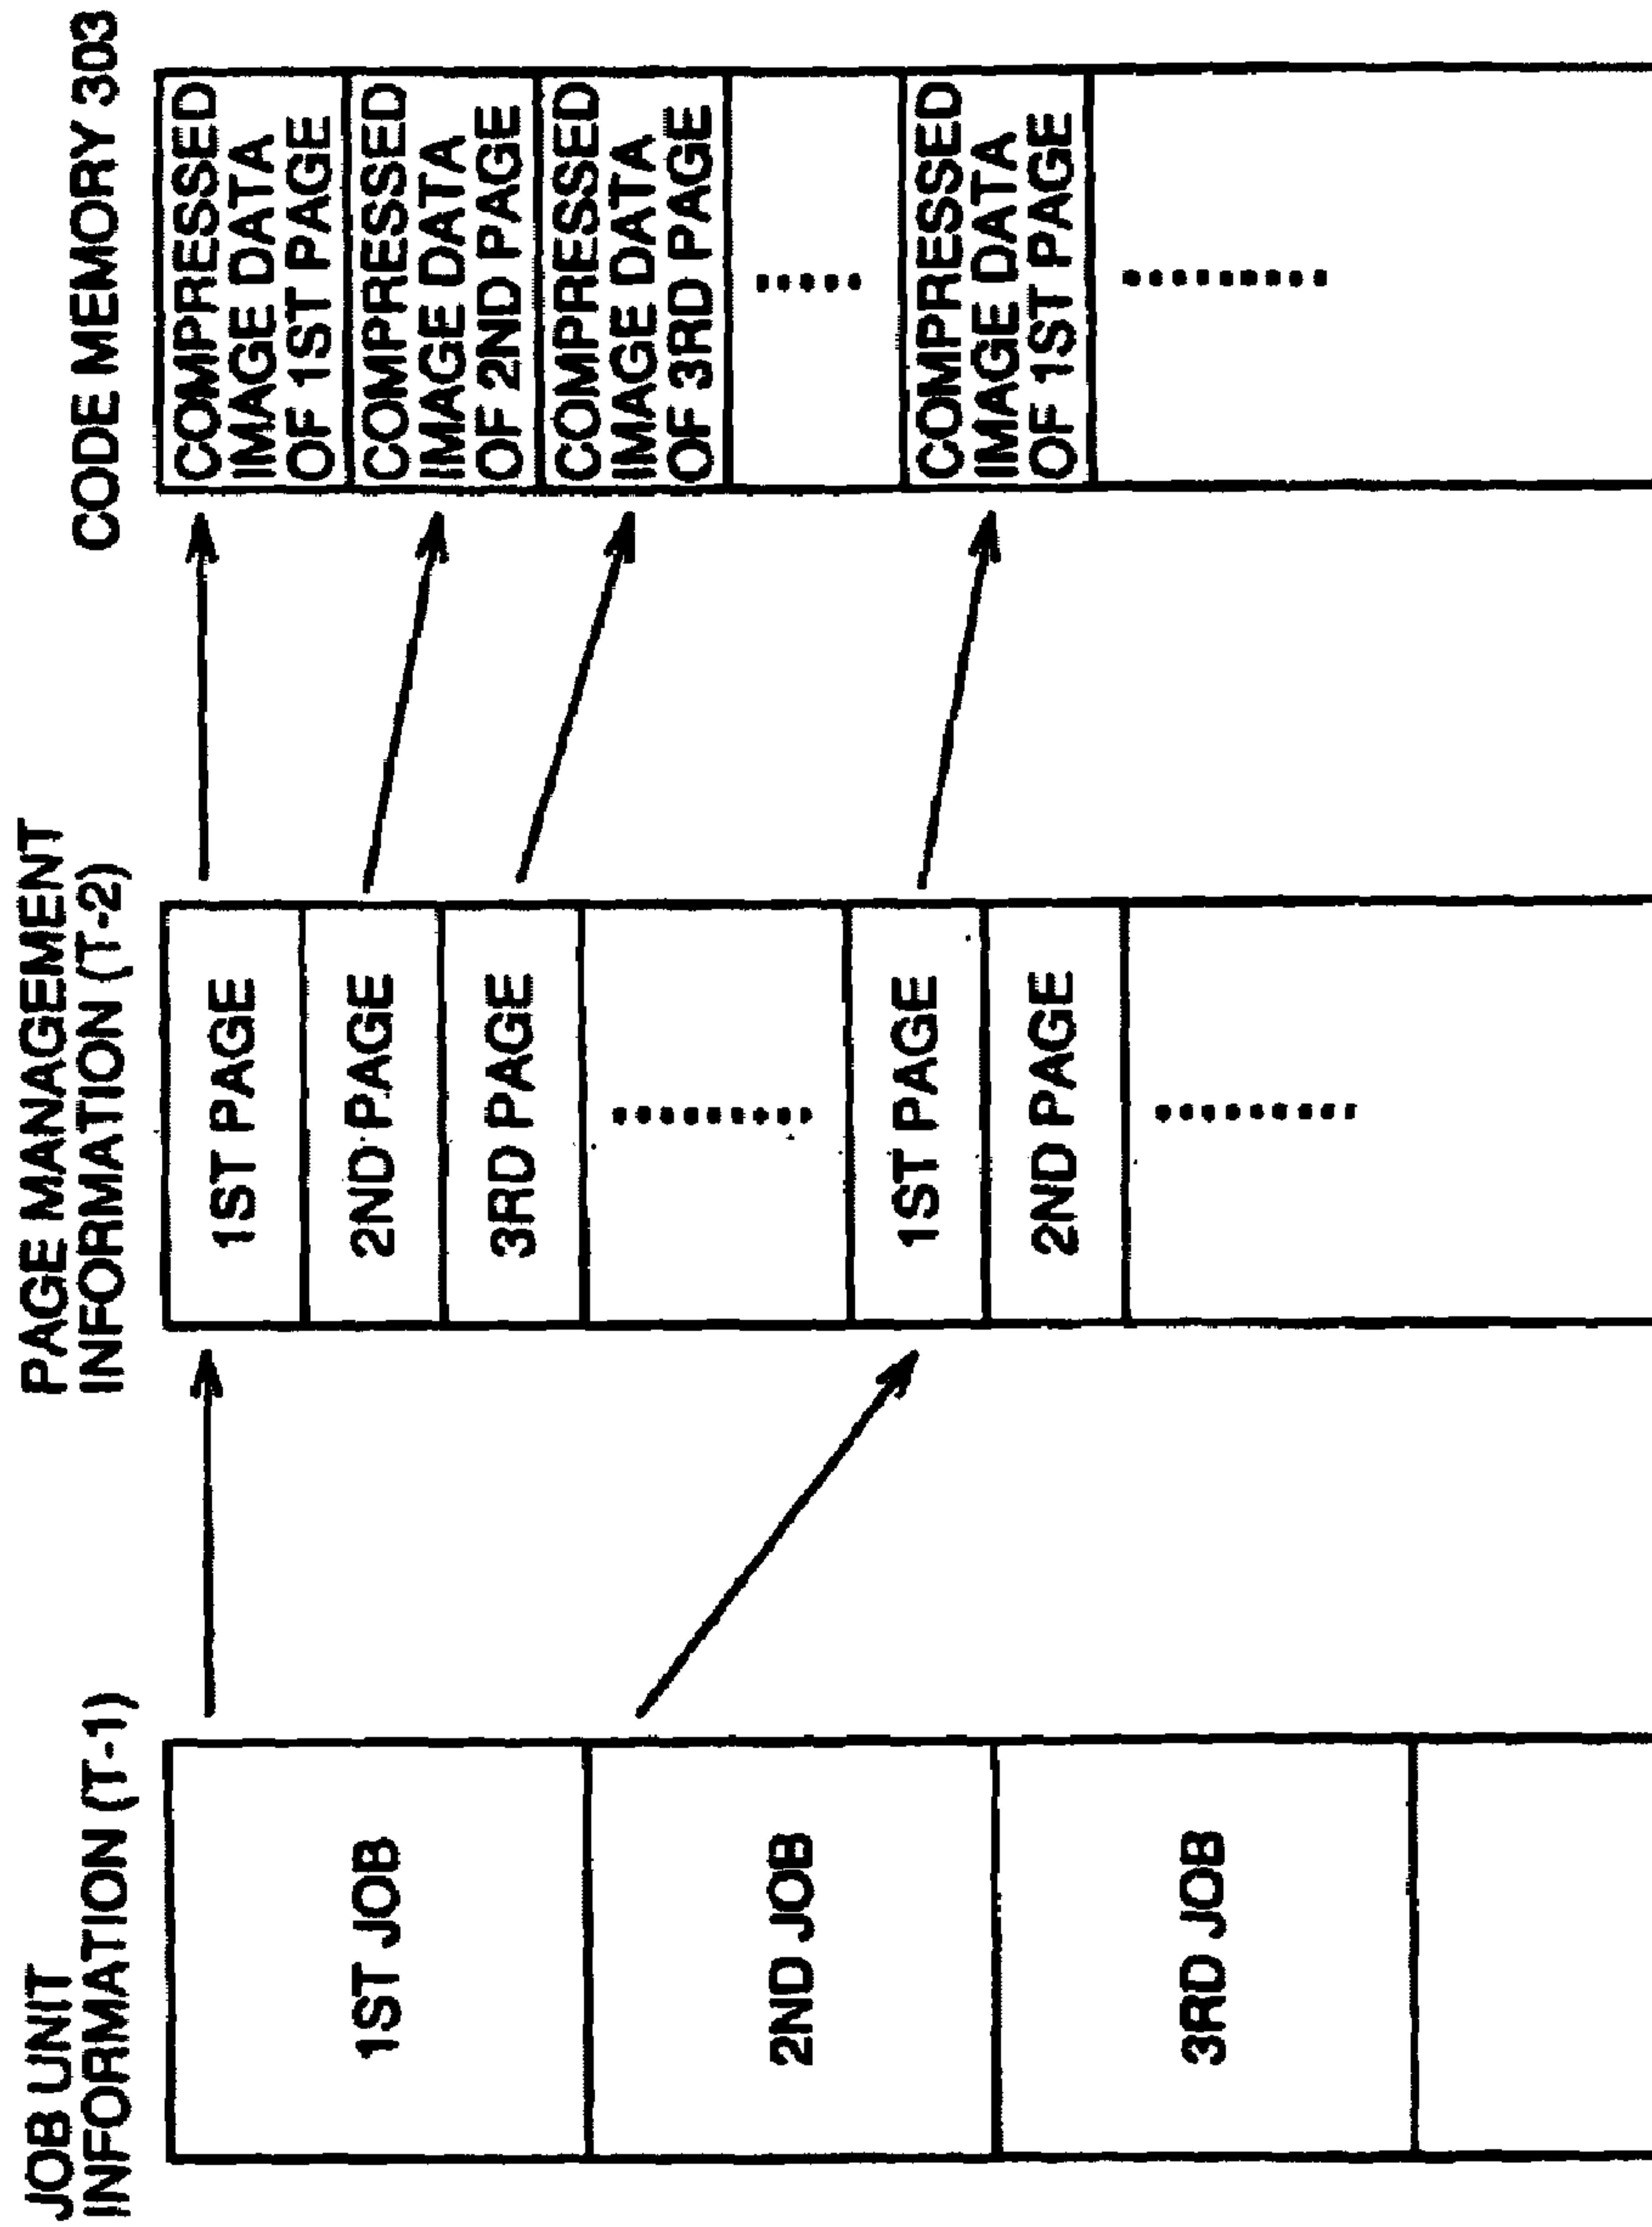 JOB UNIT
INFORMATION (T-1)
1ST JOB
2ND JOB
3RD JOB
PAGE MANAGEMENT
INFORMATION (T-2)
1ST PAGE
2ND PAGE
3RD PAGE
1ST PAGE
2ND PAGE
CODE MEMORY 303
COMPRESSED
IMAGE DATA
OF 1ST PAGE
COMPRESSED
IMAGE DATA
OF 2ND PAGE
COMPRESSED
IMAGE DATA
OF 3RD PAGE
COMPRESSED
IMAGE DATA
OF 1ST PAGE